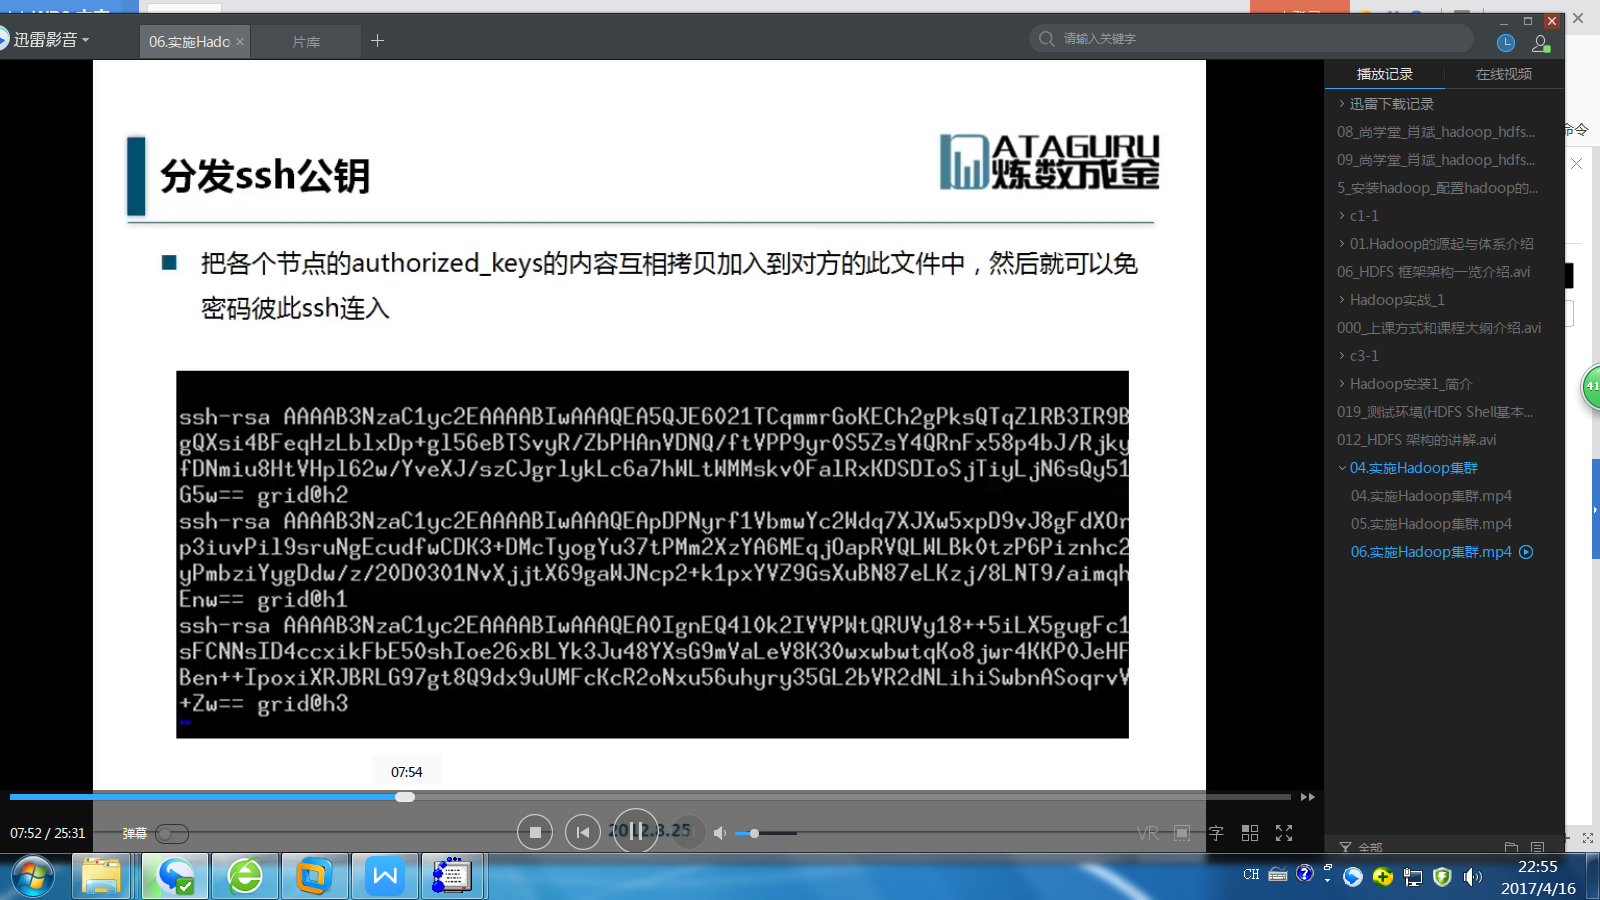 迅雷影音
06.实施Hado
片库
请输入关键字
播放记录
在线视频
迅雷下载记录
08_尚学堂_肖斌_hadoop_hdfs...
09_尚学堂_肖斌_hadoop_hdfs...
5_安装hadoop_配置hadoop的...
c1-1
01.Hadoop的源起与体系介绍
06_HDFS 框架架构一览介绍.avi
Hadoop实战_1
000_上课方式和课程大纲介绍.avi
c3-1
Hadoop安装1_简介
019_测试环境(HDFS Shell基本...
012_HDFS 架构的讲解.avi
04.实施Hadoop集群
04.实施Hadoop集群.mp4
05.实施Hadoop集群.mp4
06.实施Hadoop集群.mp4
全部
命令
41
分发ssh公钥
ATAGURU
炼数成金
把各个节点的authorized_keys的内容互相拷贝加入到对方的此文件中，然后就可以免
密码彼此ssh连入
ssh-rsa AAAAB3NzaC1yc2EAAAABIwAAAQEA5QJE6021TCqmmrGoKECh2gPksQTqZlRB3IR9B
gQXsi4BFeqHzLblxDp+gl56eBTSvyR/ZbPHAnVDNQ/ftVPP9yr0S5ZsY4QRnFx58p4bJ/Rjky
fDNmiu8HtVHpl62w/YveXJ/szCJgrlykLc6a7hWLtWMMskv0FalRxKDSDIoSjTiyLjN6sQy51
G5w== grid@h2
ssh-rsa AAAAB3NzaC1yc2EAAAABIwAAAQEApDPNyrf1VbmwYc2Wdq7XJXw5xpD9vJ8gFdXOr
p3iuvPil9sruNgEcudfwCDK3+DMcTyogYu37tPMm2XzYA6MEqjOapRVQLWLBk0tzP6Piznhc2
yPmbziYygDdw/z/20D0301NvXjjtX69gaWJNcp2+k1pxYVZ9GsXuBN87eLKzj/8LNT9/aimqh
Enw== grid@h1
ssh-rsa AAAAB3NzaC1yc2EAAAABIwAAAQEA0IgnEQ4l0k2IVVPWtQRUVy18++5iLX5gugFc1
sFCNNsID4ccxikFbE50shIoe26xBLYk3Ju48YXsG9mVaLeV8K30wxwbwtqKo8jwr4KKP0JeHF
Ben++IpoxiXRJBRLG97gt8Q9dx9uUMFcKcR2oNxu56uhyry35GL2bVR2dNLihiSwbnASoqrvV
+Zw== grid@h3
~
07:54
07:52 / 25:31
弹幕
2012.8.25
VR
字
CH
22:55
2017/4/16